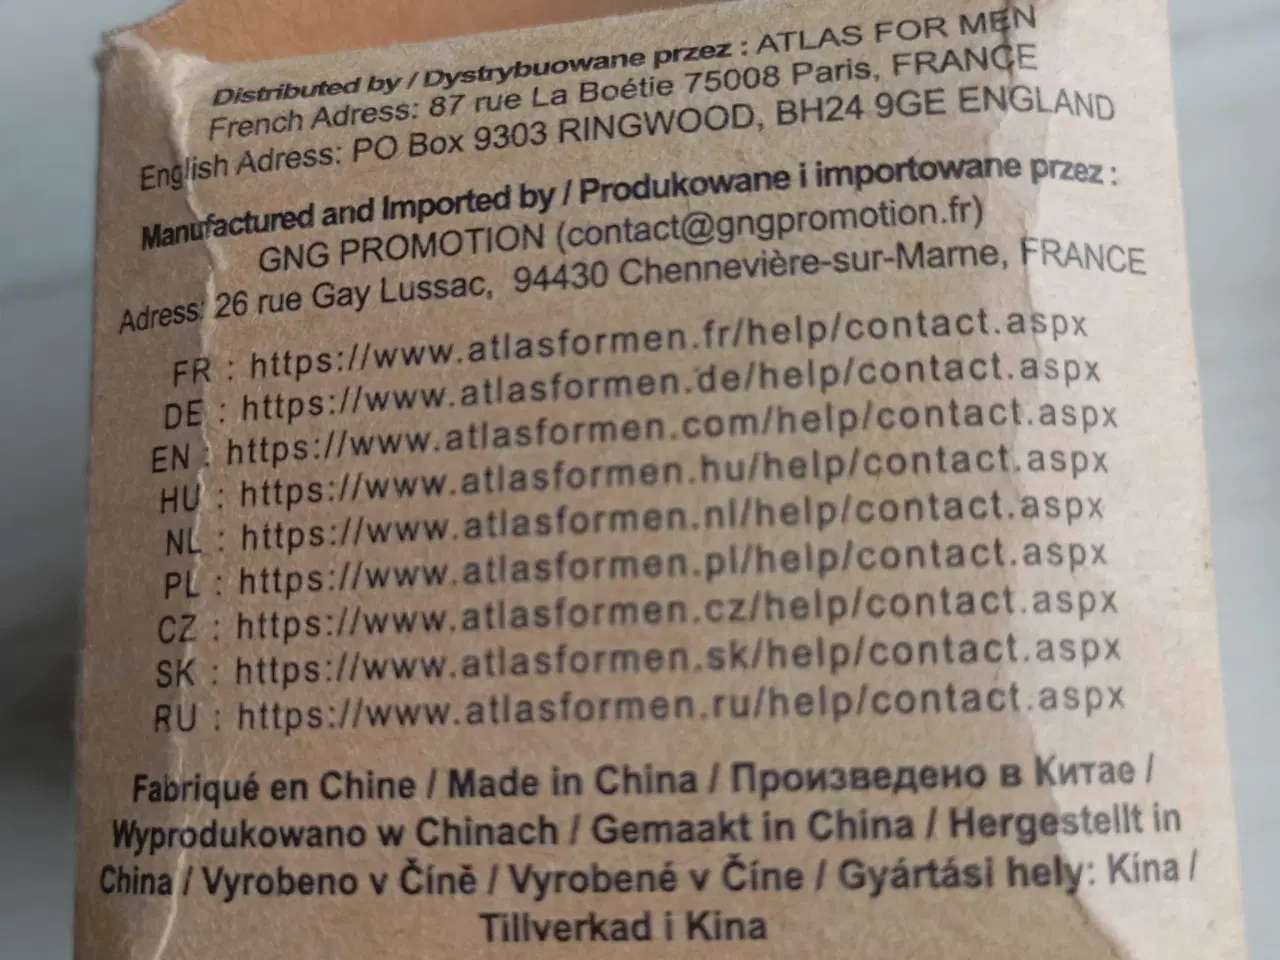 Distributed by / Dystrybuowane przez : ATLAS FOR MEN
French Adress: 87 rue La Boétie 75008 Paris, FRANCE
English Adress: PO Box 9303 RINGWOOD, BH24 9GE ENGLAND
Manufactured and Imported by / Produkowane i importowane przez :
GNG PROMOTION (contact@gngpromotion.fr)
Adress: 26 rue Gay Lussac, 94430 Chennevière-sur-Marne, FRANCE
FR : https://www.atlasformen.fr/help/contact.aspx
DE : https://www.atlasformen.de/help/contact.aspx
EN : https://www.atlasformen.com/help/contact.aspx
HU : https://www.atlasformen.hu/help/contact.aspx
NL : https://www.atlasformen.nl/help/contact.aspx
PL : https://www.atlasformen.pl/help/contact.aspx
CZ : https://www.atlasformen.cz/help/contact.aspx
SK : https://www.atlasformen.sk/help/contact.aspx
RU : https://www.atlasformen.ru/help/contact.aspx
Fabriqué en Chine / Made in China / Произведено в Китае /
Wyprodukowano w Chinach / Gemaakt in China / Hergestellt in
China / Vyrobeno v Číně / Vyrobené v Číne / Gyártási hely: Kína /
Tillverkad i Kina